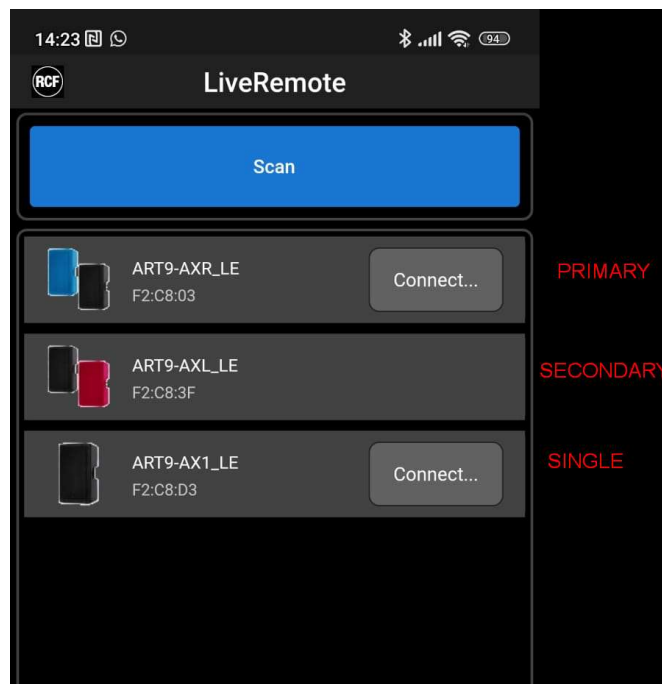 14:23 94
RCF LiveRemote
Scan
ART9-AXR_LE
F2:C8:03
Connect...
PRIMARY
ART9-AXL_LE
F2:C8:3F
SECONDARY
ART9-AX1_LE
F2:C8:D3
Connect...
SINGLE